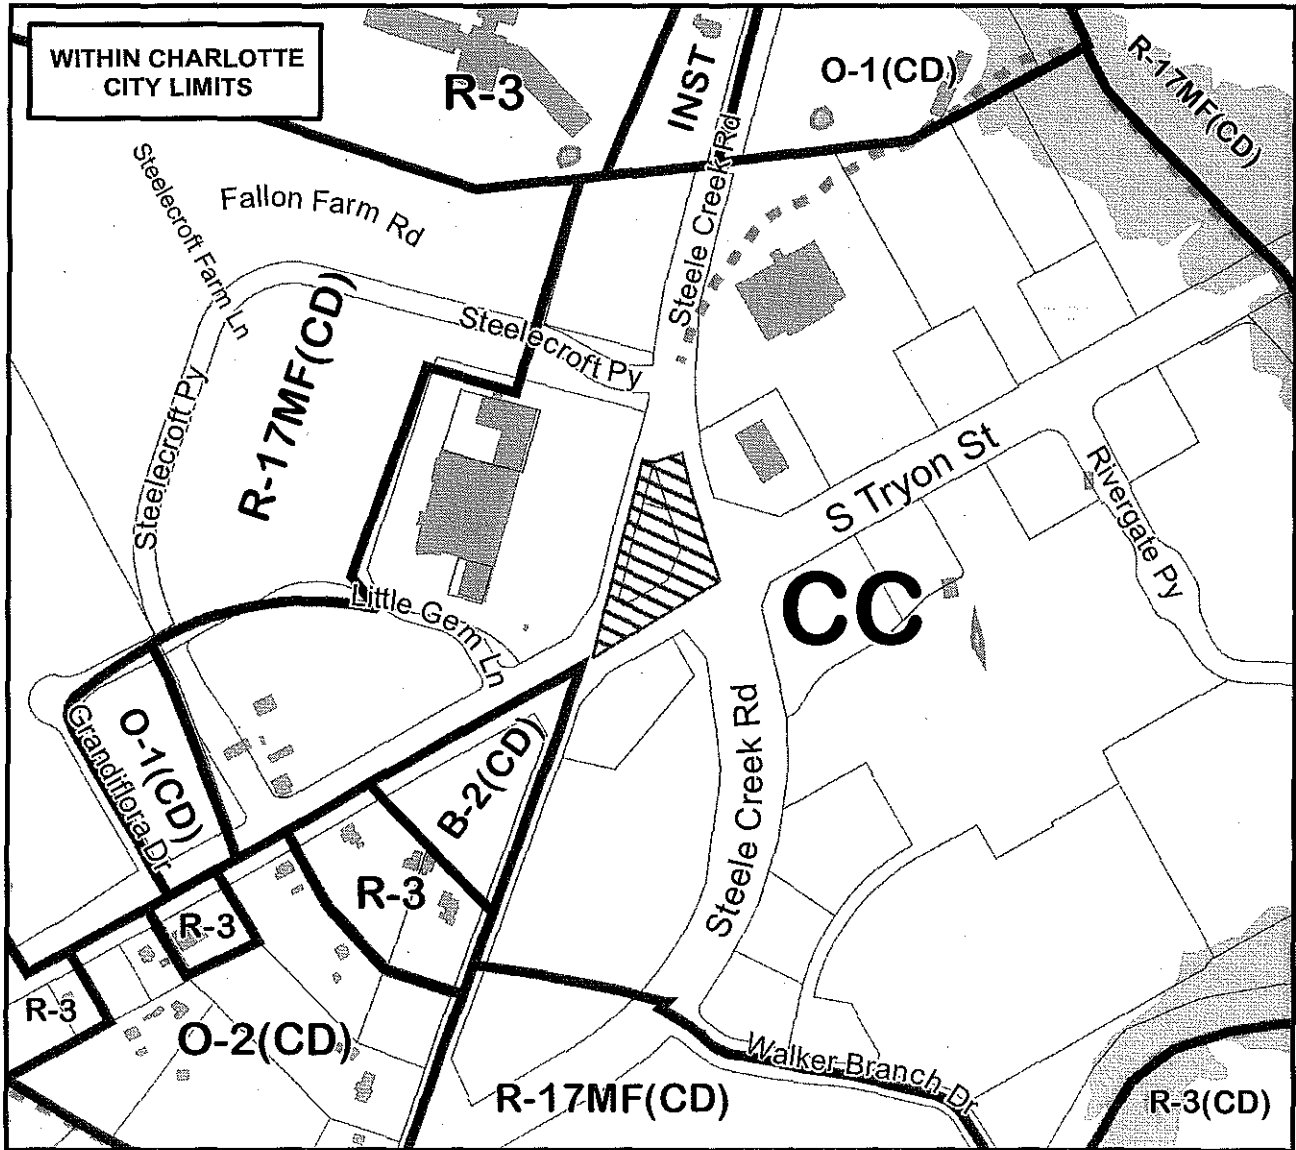 WITHIN CHARLOTTE
CITY LIMITS
R-3
INST
O-1(CD)
R-17MF(CD)
Steele Creek Rd
Steelecroft Farm Ln
Fallon Farm Rd
R-17MF(CD)
Steelecroft Py
Steelecroft Py
S Tryon St
Rivergate Py
CC
Little Gem Ln
Grandiflora Dr
O-1(CD)
B-2(CD)
Steele Creek Rd
R-3
R-3
R-3
O-2(CD)
Walker Branch Dr
R-17MF(CD)
R-3(CD)